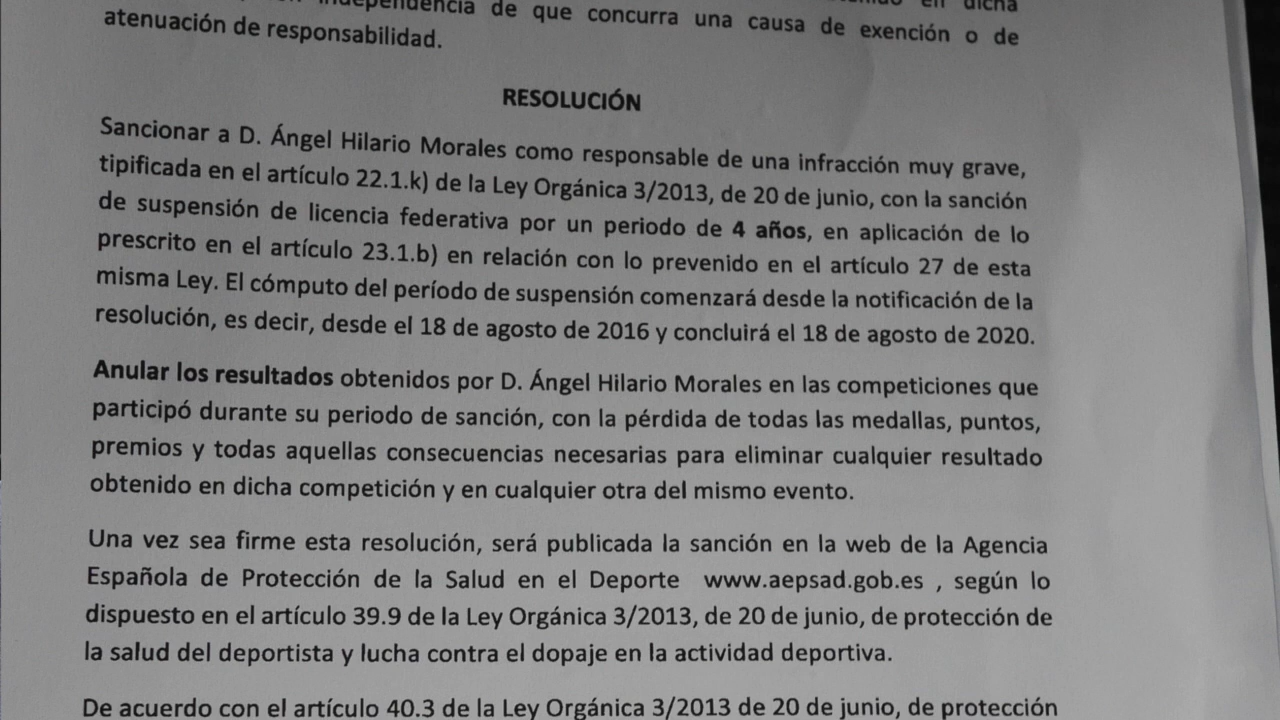 independencia de que concurra una causa de exención o de
atenuación de responsabilidad.
RESOLUCIÓN
Sancionar a D. Ángel Hilario Morales como responsable de una infracción muy grave,
tipificada en el artículo 22.1.k) de la Ley Orgánica 3/2013, de 20 de junio, con la sanción
de suspensión de licencia federativa por un periodo de 4 años, en aplicación de lo
prescrito en el artículo 23.1.b) en relación con lo prevenido en el artículo 27 de esta
misma Ley. El cómputo del período de suspensión comenzará desde la notificación de la
resolución, es decir, desde el 18 de agosto de 2016 y concluirá el 18 de agosto de 2020.
Anular los resultados obtenidos por D. Ángel Hilario Morales en las competiciones que
participó durante su periodo de sanción, con la pérdida de todas las medallas, puntos,
premios y todas aquellas consecuencias necesarias para eliminar cualquier resultado
obtenido en dicha competición y en cualquier otra del mismo evento.
Una vez sea firme esta resolución, será publicada la sanción en la web de la Agencia
Española de Protección de la Salud en el Deporte www.aepsad.gob.es , según lo
dispuesto en el artículo 39.9 de la Ley Orgánica 3/2013, de 20 de junio, de protección de
la salud del deportista y lucha contra el dopaje en la actividad deportiva.
De acuerdo con el artículo 40.3 de la Ley Orgánica 3/2013 de 20 de junio, de protección